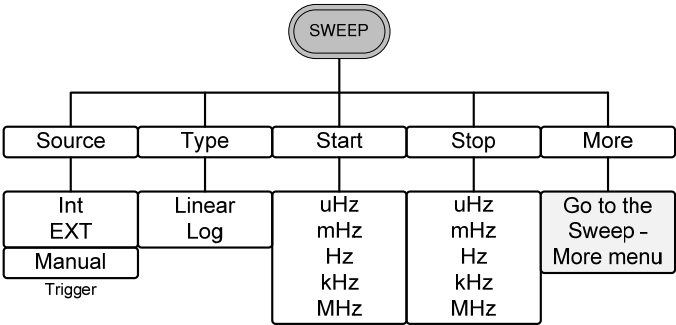 SWEEP
Source
Type
Start
Stop
More
Int
EXT
Manual
Trigger
Linear
Log
uHz
mHz
Hz
kHz
MHz
uHz
mHz
Hz
kHz
MHz
Go to the
Sweep –
More menu